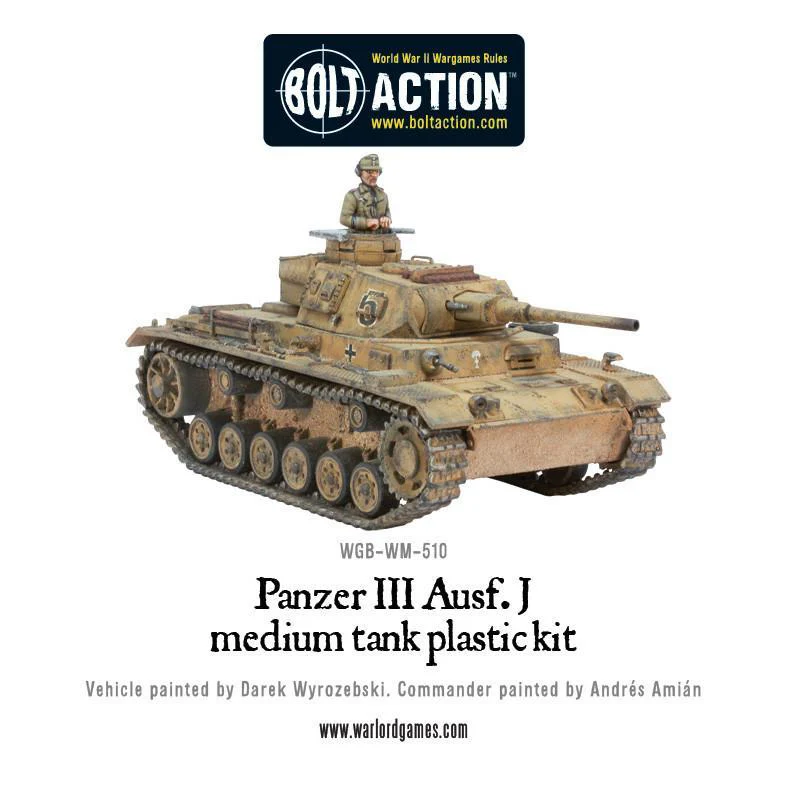 World War II Wargames Rules
BOLT ACTION™
www.boltaction.com
5
WGB-WM-510
Panzer III Ausf. J
medium tank plastic kit
Vehicle painted by Darek Wyrozebski. Commander painted by Andrés Amián
www.warlordgames.com